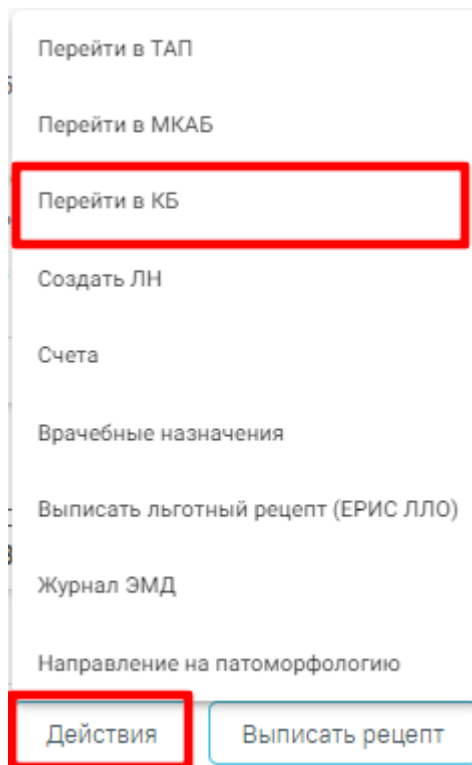 Перейти в ТАП
Перейти в МКАБ
Перейти в КБ
Создать ЛН
Счета
Врачебные назначения
Выписать льготный рецепт (ЕРИС ЛЛО)
Журнал ЭМД
Направление на патоморфологию
Действия Выписать рецепт